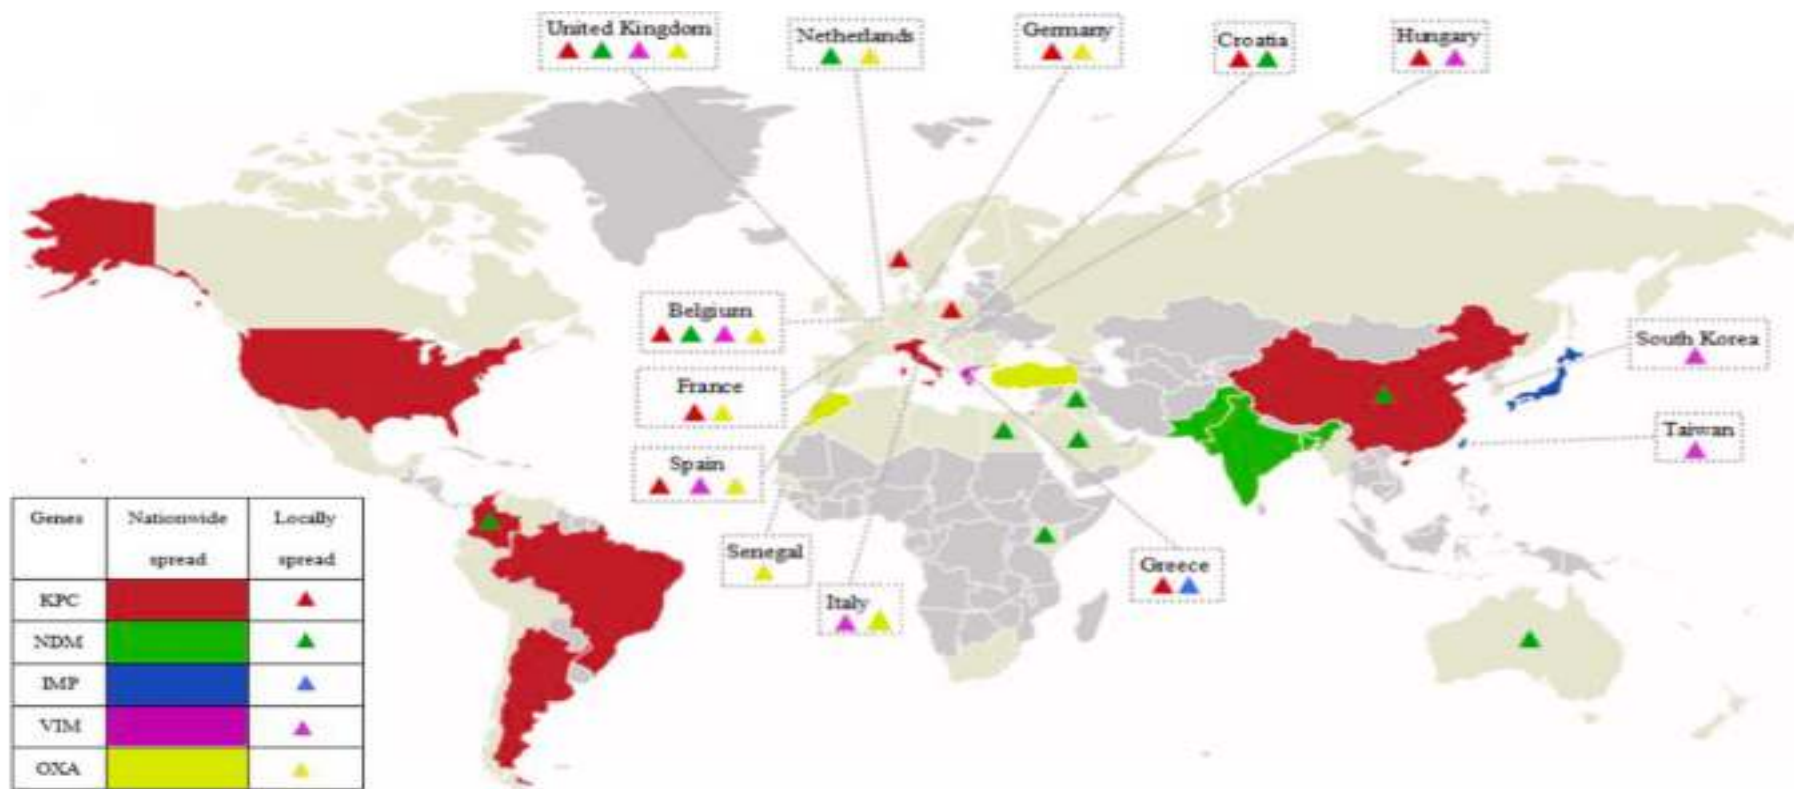 United Kingdom
Netherlands
Germany
Croatia
Hungary
Belgium
France
Spain
Senegal
Italy
Greece
South Korea
Taiwan
Genes Nationwide spread Locally spread
KPC
NDM
IMP
VIM
OXA